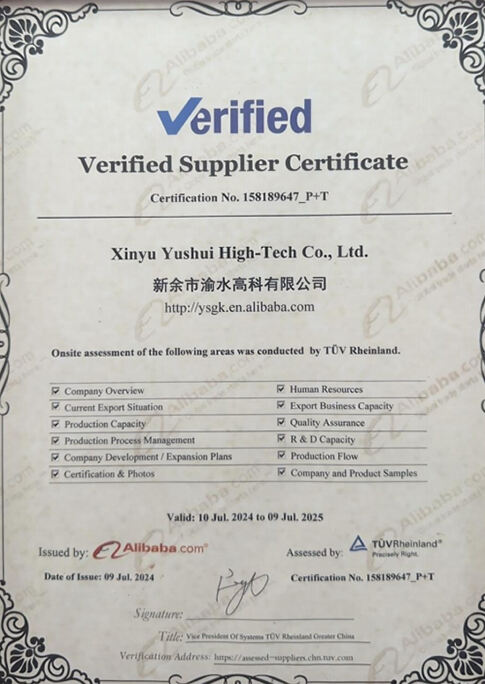 Verified
Verified Supplier Certificate
Certification No. 158189647_P+T
Xinyu Yushui High-Tech Co., Ltd.
新余市渝水高科有限公司
http://ysgk.en.alibaba.com
Onsite assessment of the following areas was conducted by TÜV Rheinland.
Company Overview
Human Resources
Current Export Situation
Export Business Capacity
Production Capacity
Quality Assurance
Production Process Management
R & D Capacity
Company Development / Expansion Plans
Production Flow
Certification & Photos
Company and Product Samples
Valid: 10 Jul. 2024 to 09 Jul. 2025
Issued by: Alibaba.com®
Assessed by: TÜVRheinland®
Precisely Right.
Date of Issue: 09 Jul. 2024
Certification No. 158189647_P+T
Signature:
Title: Vice President Of Systems TÜV Rheinland Greater China
Verification Address: https://assessed-suppliers.chn.tuv.com